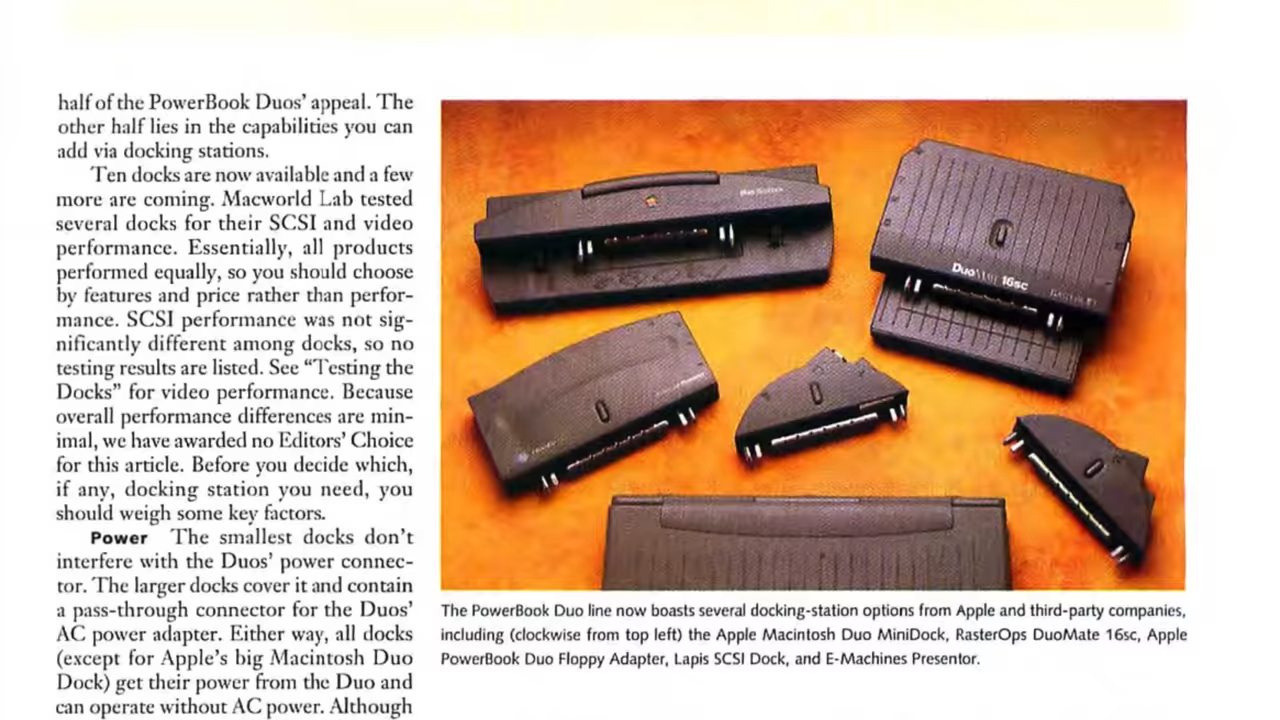 half of the PowerBook Duos' appeal. The
other half lies in the capabilities you can
add via docking stations.
Ten docks are now available and a few
more are coming. Macworld Lab tested
several docks for their SCSI and video
performance. Essentially, all products
performed equally, so you should choose
by features and price rather than perfor-
mance. SCSI performance was not sig-
nificantly different among docks, so no
testing results are listed. See “Testing the
Docks” for video performance. Because
overall performance differences are min-
imal, we have awarded no Editors' Choice
for this article. Before you decide which,
if any, docking station you need, you
should weigh some key factors.
Power The smallest docks don't
interfere with the Duos' power connec-
tor. The larger docks cover it and contain
a pass-through connector for the Duos'
AC power adapter. Either way, all docks
(except for Apple's big Macintosh Duo
Dock) get their power from the Duo and
can operate without AC power. Although
DuoMate 16sc
The PowerBook Duo line now boasts several docking-station options from Apple and third-party companies,
including (clockwise from top left) the Apple Macintosh Duo MiniDock, RasterOps DuoMate 16sc, Apple
PowerBook Duo Floppy Adapter, Lapis SCSI Dock, and E-Machines Presentor.